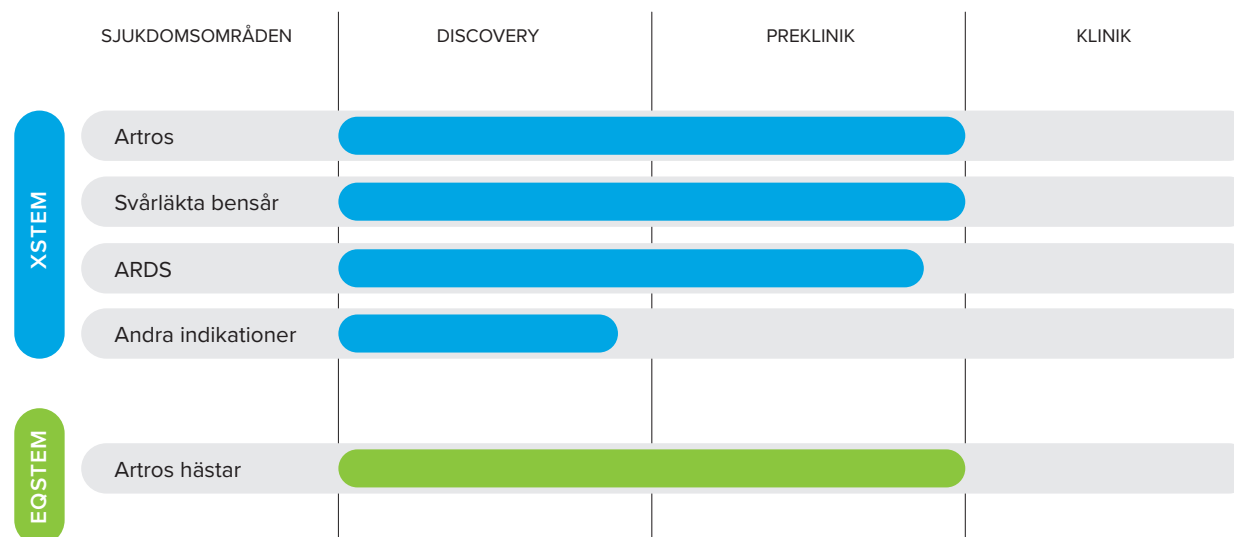 SJUKDOMSOMRÅDEN DISCOVERY PREKLINIK KLINIK
XSTEM
Artros
Svårläkta bensår
ARDS
Andra indikationer
EQSTEM
Artros hästar